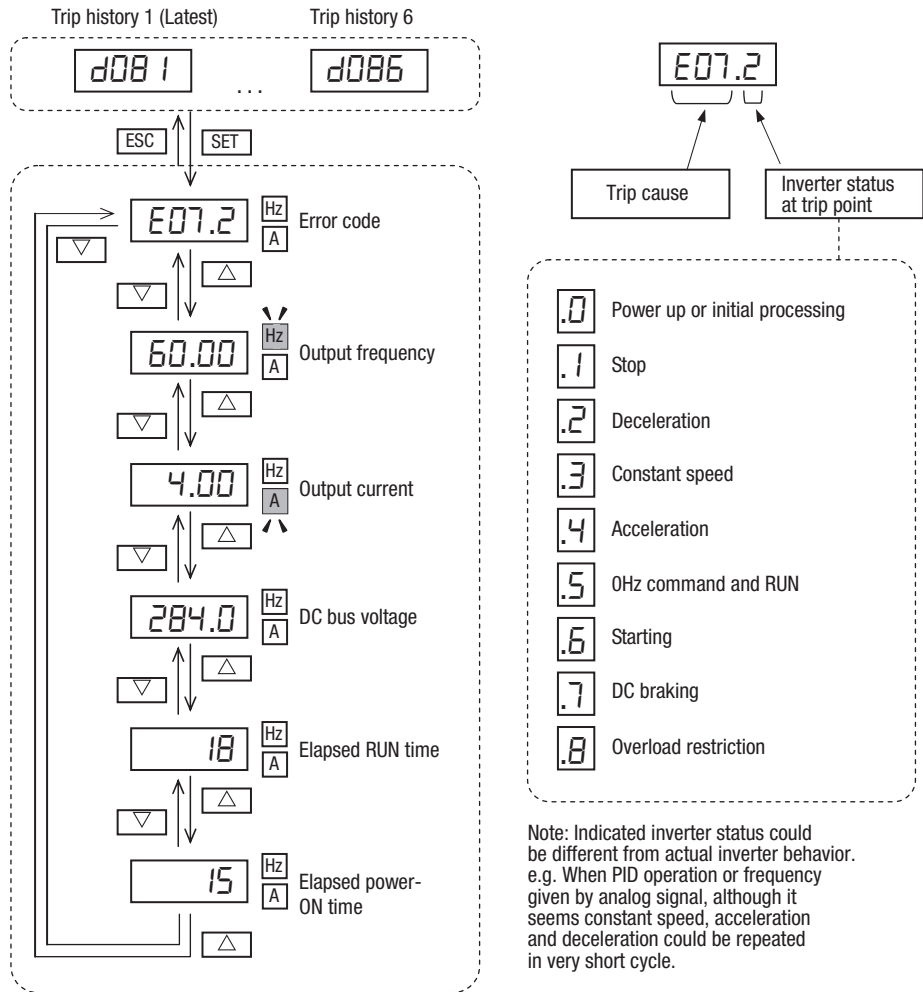 Trip history 1 (Latest)
Trip history 6
d081
...
d086
ESC
SET
E07.2
Hz
A
Error code
60.00
Hz
A
Output frequency
4.00
Hz
A
Output current
284.0
Hz
A
DC bus voltage
18
Hz
A
Elapsed RUN time
15
Hz
A
Elapsed power-
ON time
E07.2
Trip cause
Inverter status
at trip point
.0 Power up or initial processing
.1 Stop
.2 Deceleration
.3 Constant speed
.4 Acceleration
.5 0Hz command and RUN
.6 Starting
.7 DC braking
.8 Overload restriction
Note: Indicated inverter status could
be different from actual inverter behavior.
e.g. When PID operation or frequency
given by analog signal, although it
seems constant speed, acceleration
and deceleration could be repeated
in very short cycle.